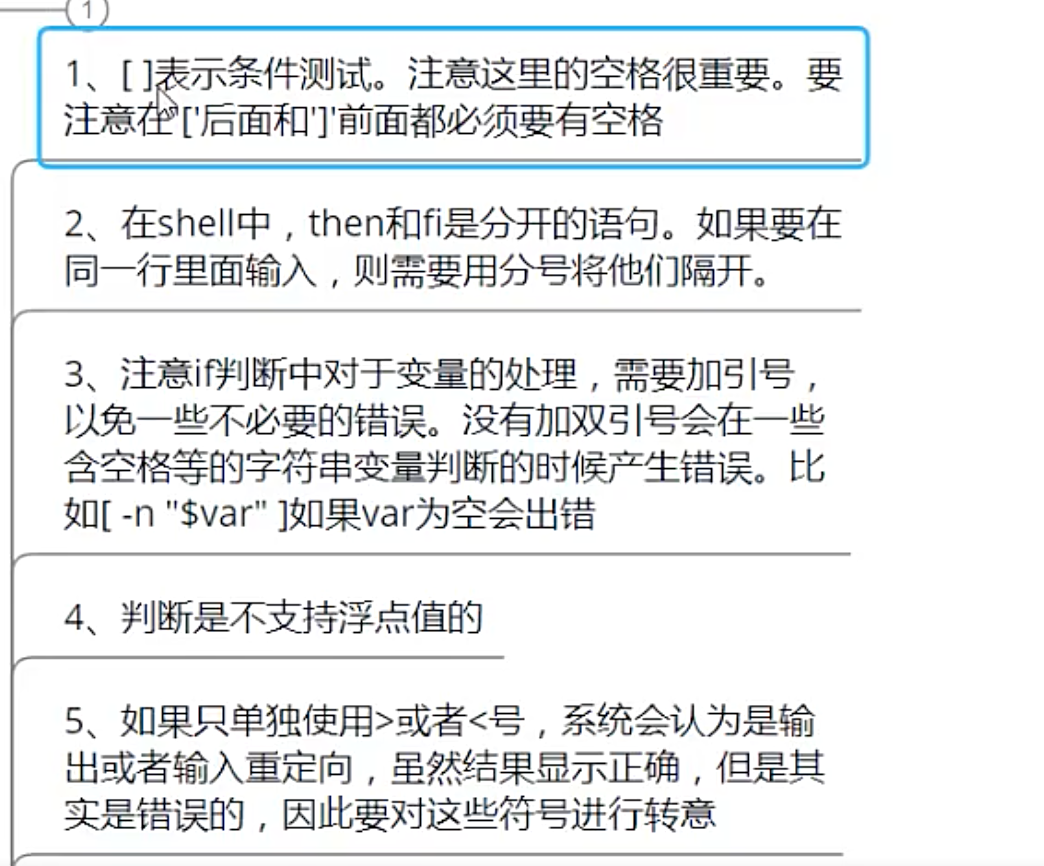 1
1、[ ]表示条件测试。注意这里的空格很重要。要
注意在'['后面和']'前面都必须要有空格
2、在shell中，then和fi是分开的语句。如果要在
同一行里面输入，则需要用分号将他们隔开。
3、注意if判断中对于变量的处理，需要加引号，
以免一些不必要的错误。没有加双引号会在一些
含空格等的字符串变量判断的时候产生错误。比
如[ -n "$var" ]如果var为空会出错
4、判断是不支持浮点值的
5、如果只单独使用>或者<号，系统会认为是输
出或者输入重定向，虽然结果显示正确，但是其
实是错误的，因此要对这些符号进行转意